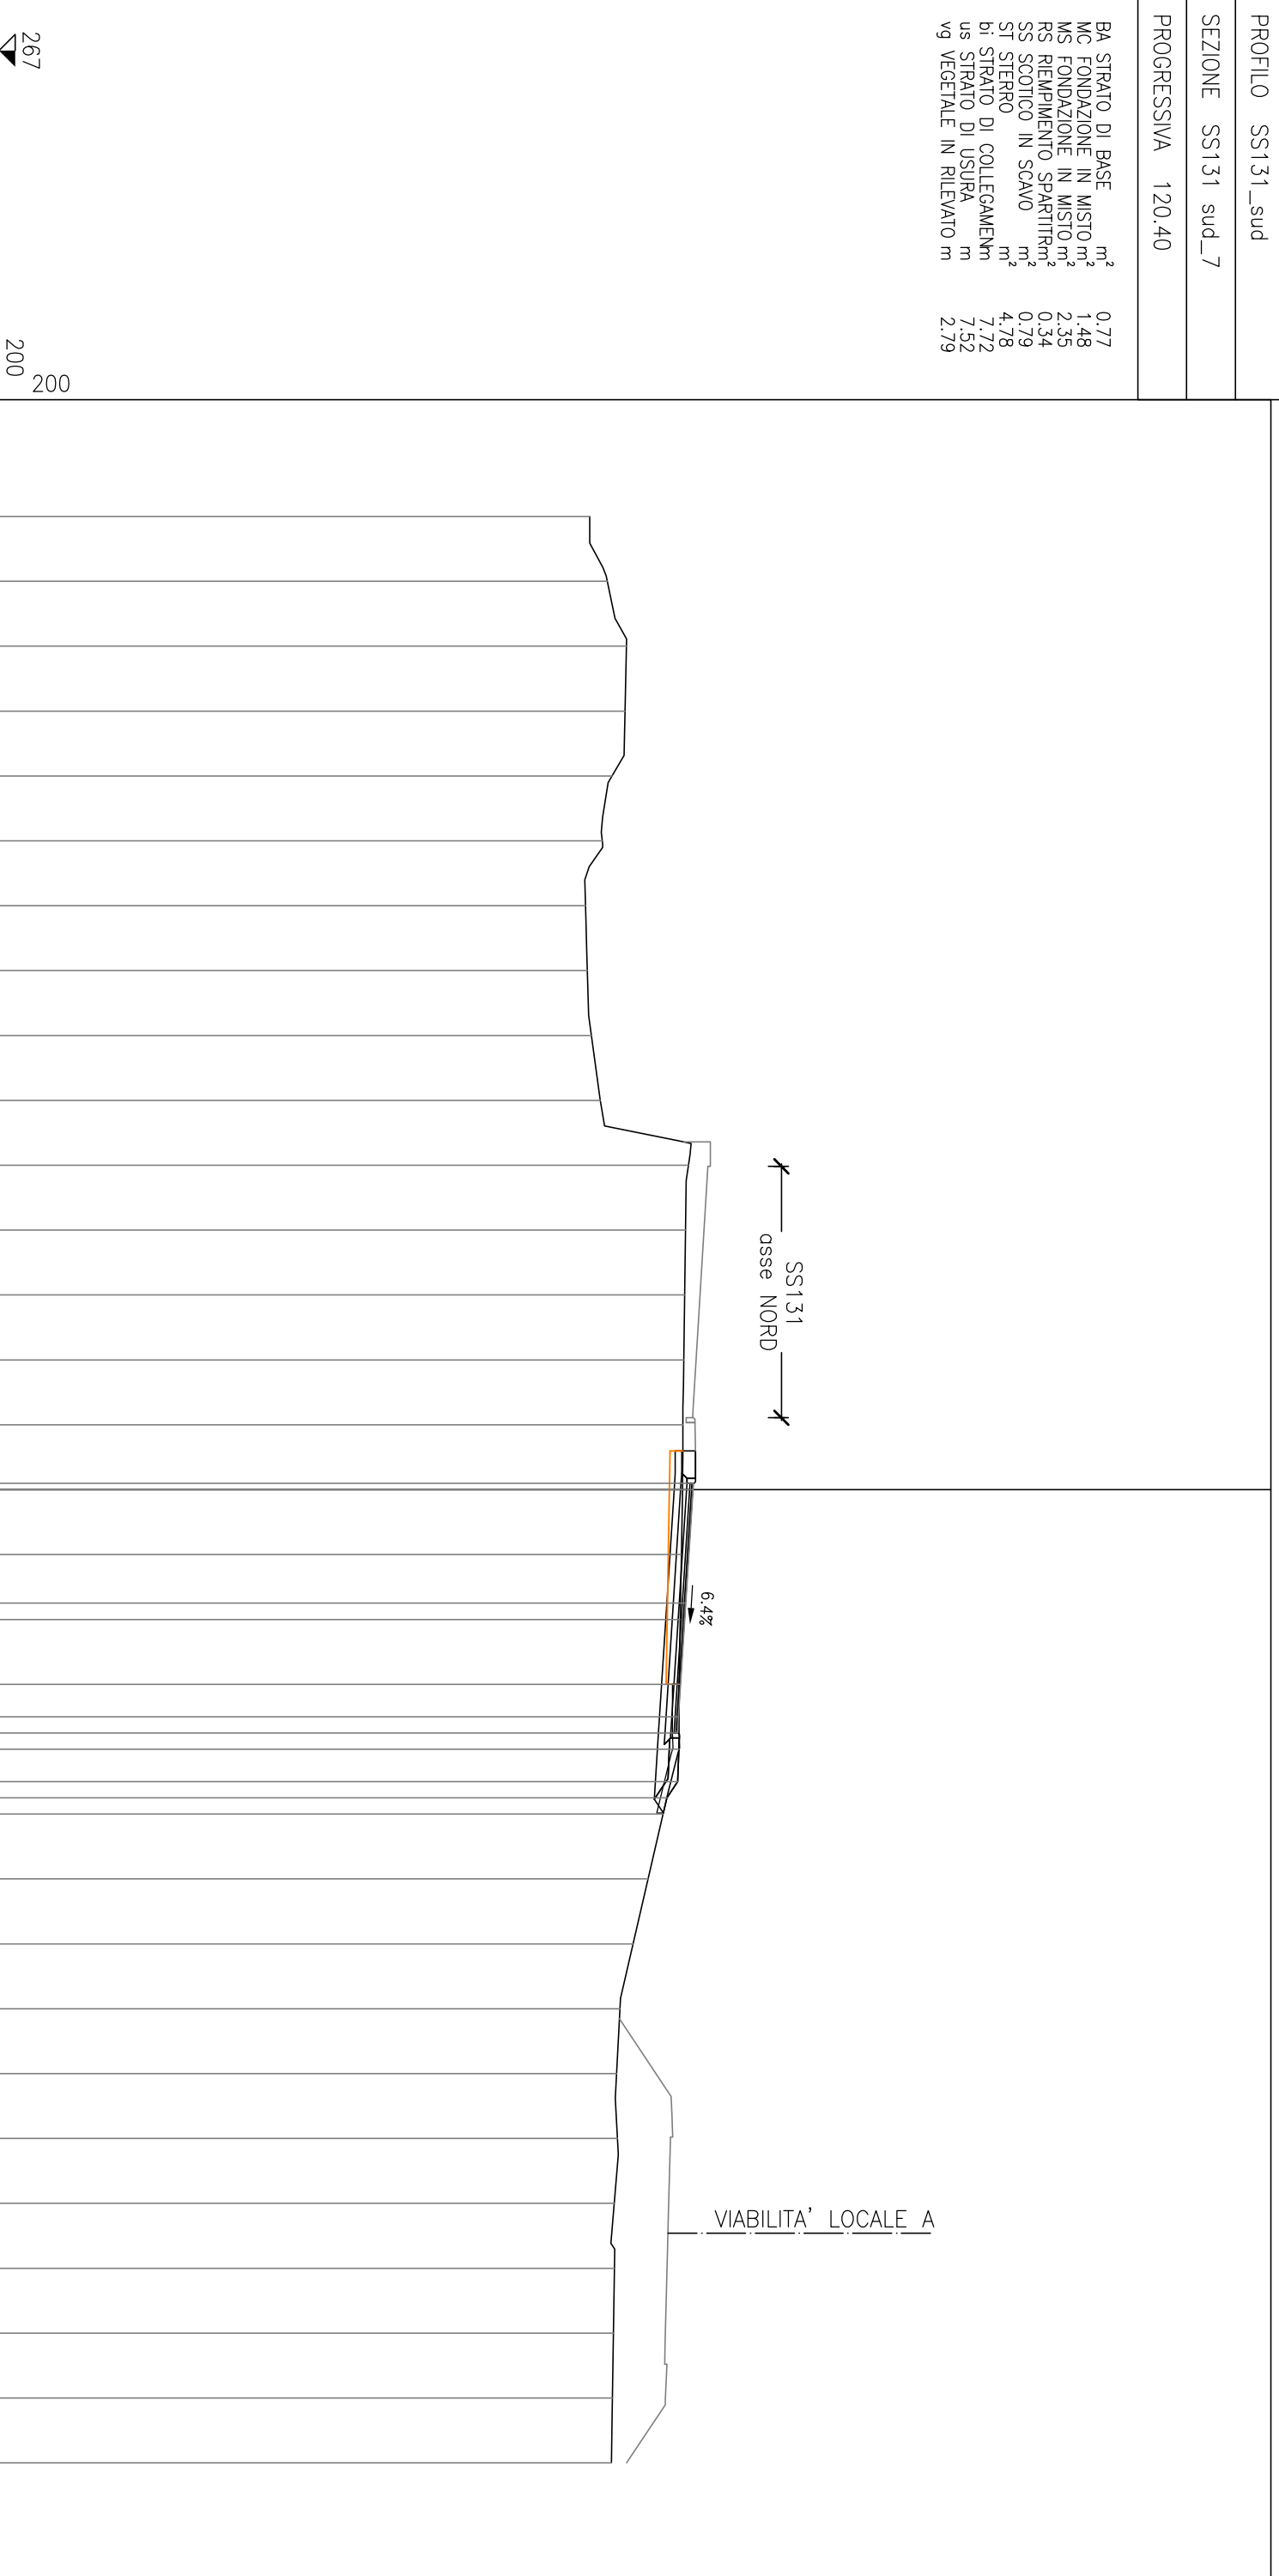 PROFILO SS131_sud
SEZIONE SS131 sud_7
PROGRESSIVA 120.40
BA STRATO DI BASE m² 0.77
MC FONDAZIONE IN MISTO m² 1.48
MS FONDAZIONE IN MISTO m² 2.35
RS RIEMPIMENTO SPARTITR m² 0.34
SS SCOTICO IN SCAVO m² 0.79
ST STERRO m² 4.78
bi STRATO DI COLLEGAMEN m 7.72
us STRATO DI USURA m 7.52
vg VEGETALE IN RILEVATO m 2.79
267
200
200
SS131
asse NORD
6.4%
VIABILITA' LOCALE A